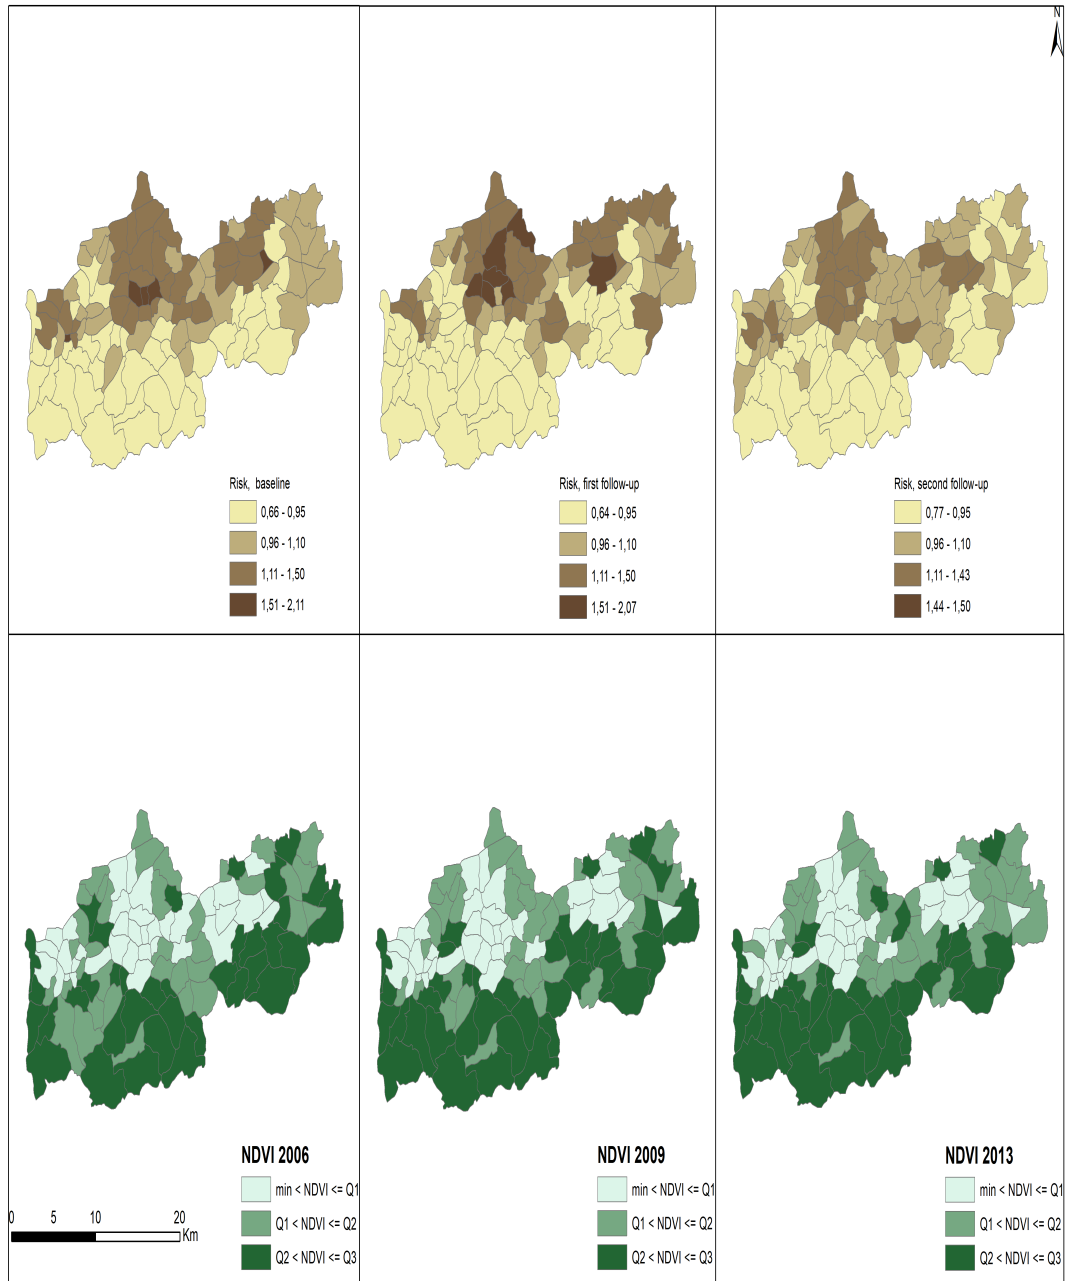 N
Risk, baseline
0,66 - 0,95
0,96 - 1,10
1,11 - 1,50
1,51 - 2,11
Risk, first follow-up
0,64 - 0,95
0,96 - 1,10
1,11 - 1,50
1,51 - 2,07
Risk, second follow-up
0,77 - 0,95
0,96 - 1,10
1,11 - 1,43
1,44 - 1,50
NDVI 2006
min < NDVI <= Q1
Q1 < NDVI <= Q2
Q2 < NDVI <= Q3
0 5 10 20
Km
NDVI 2009
min < NDVI <= Q1
Q1 < NDVI <= Q2
Q2 < NDVI <= Q3
NDVI 2013
min < NDVI <= Q1
Q1 < NDVI <= Q2
Q2 < NDVI <= Q3